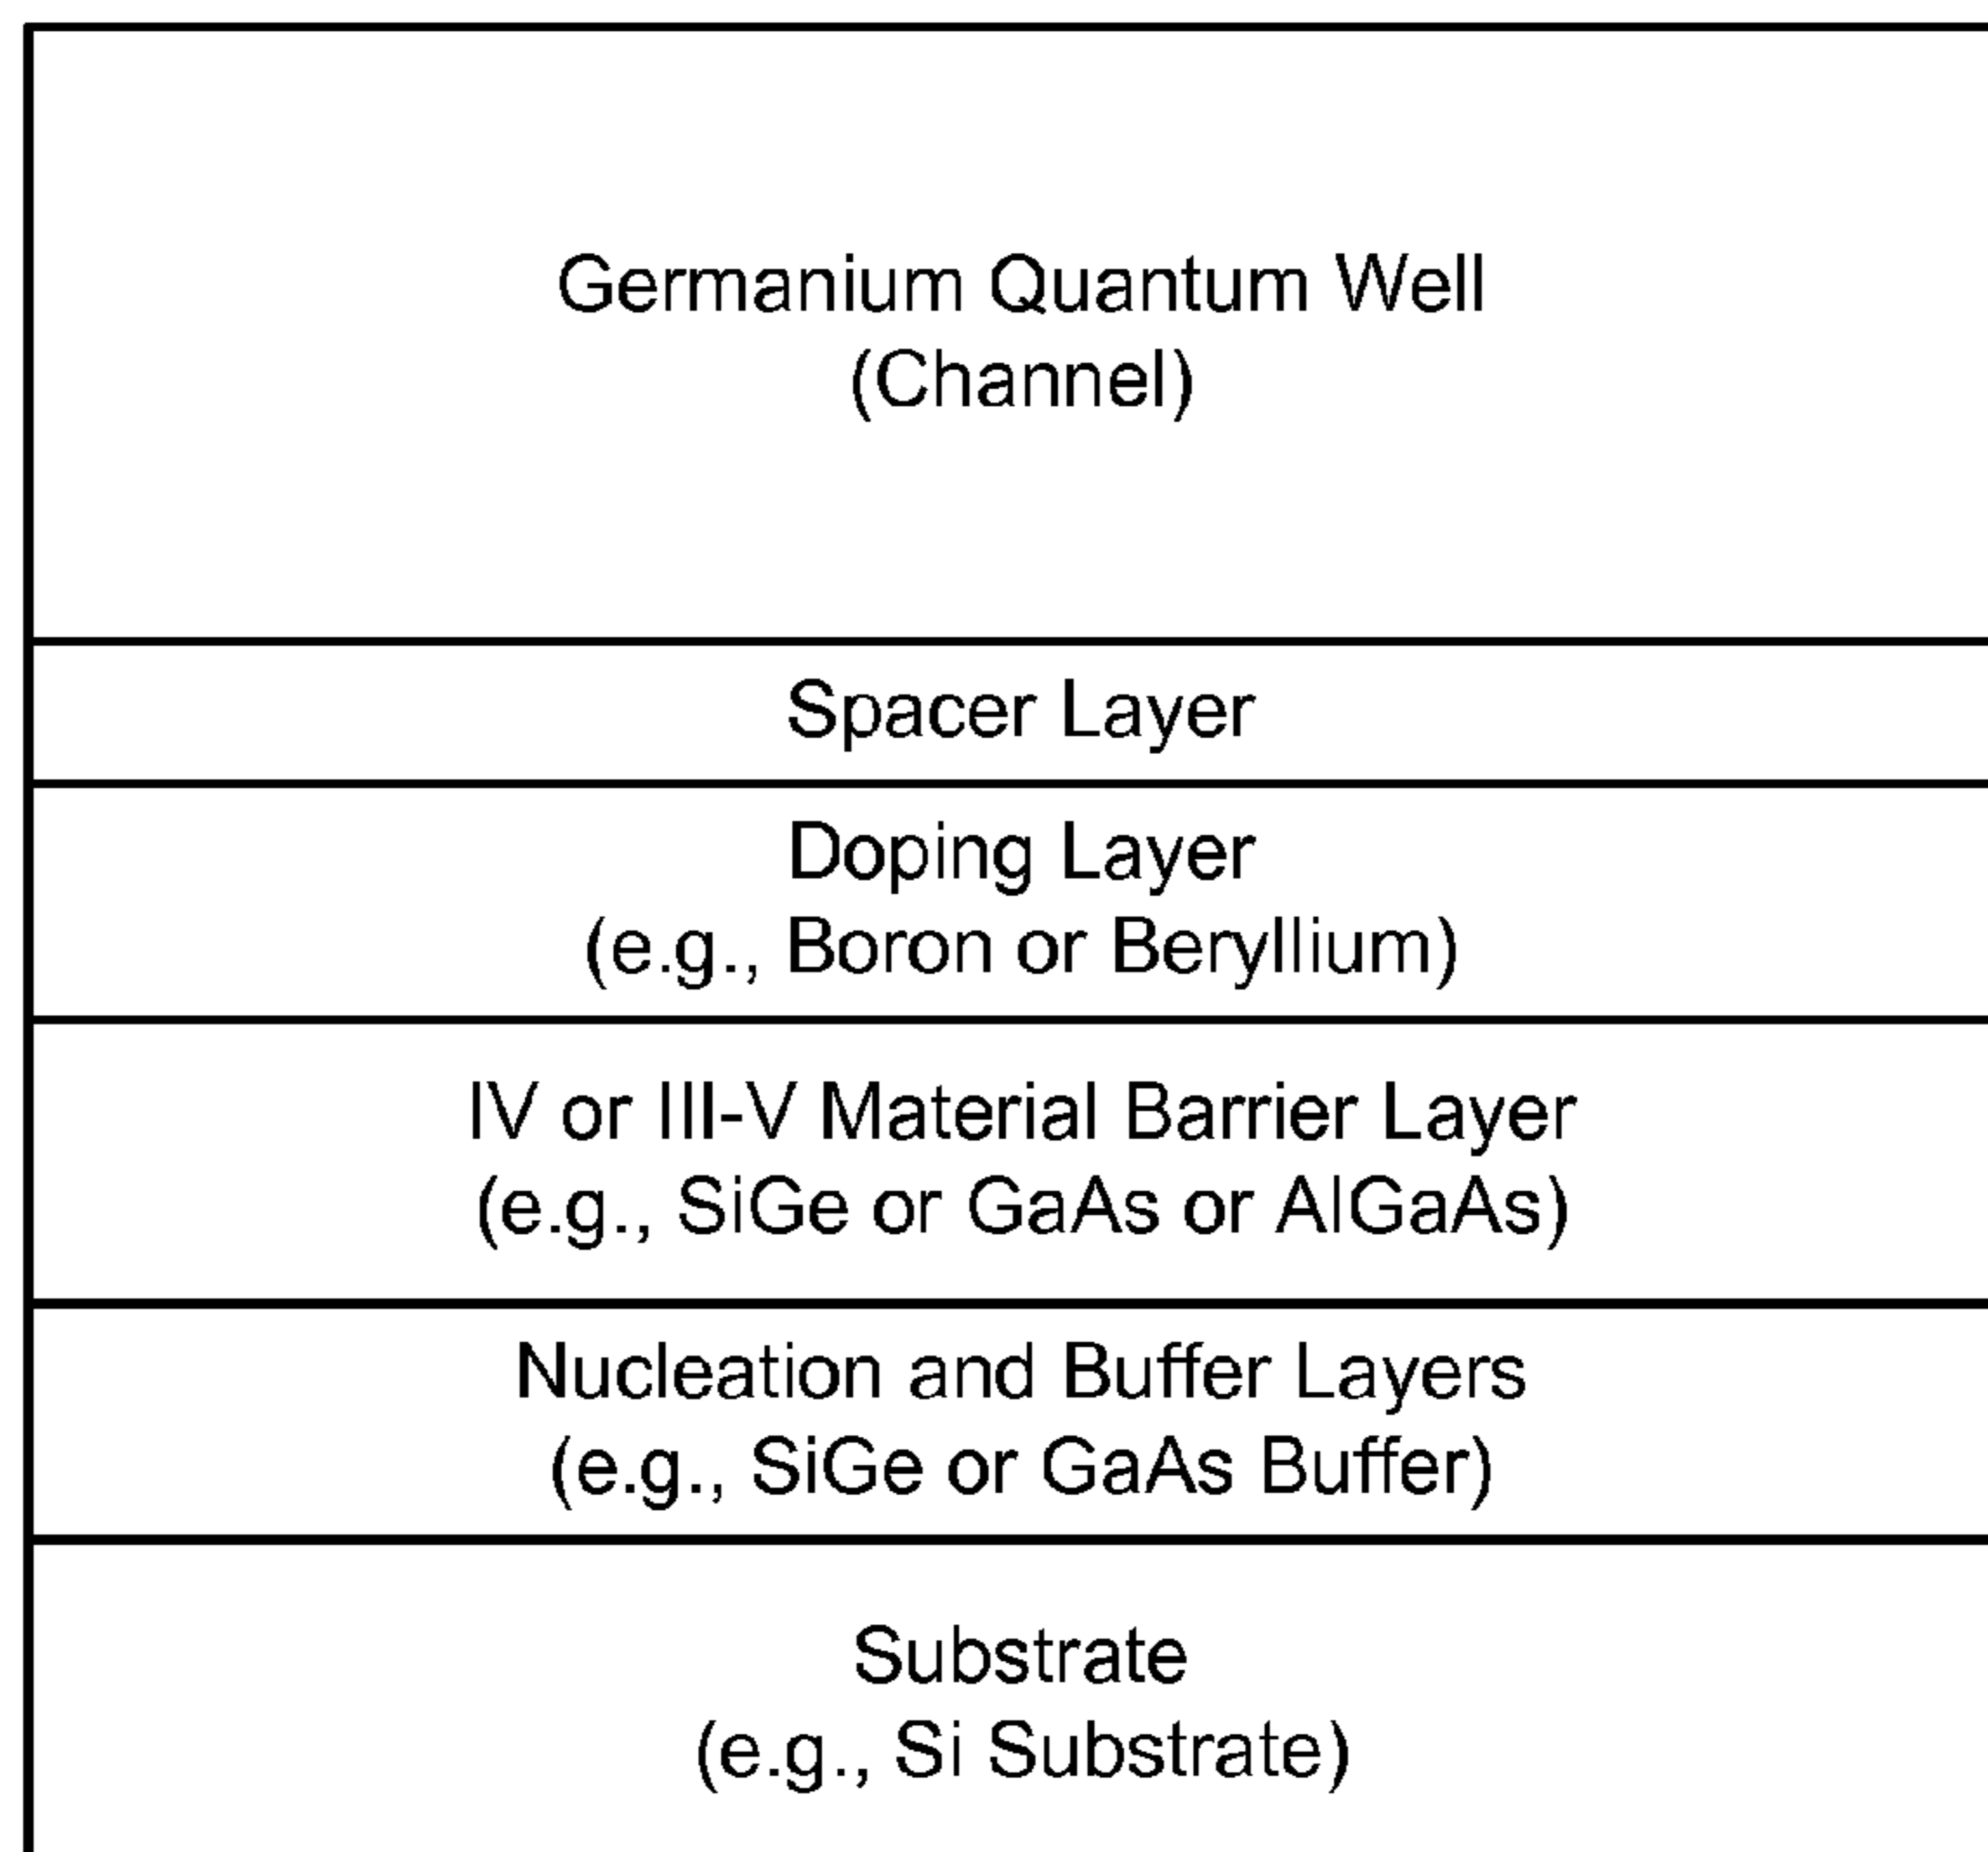 Germanium Quantum Well
(Channel)
Spacer Layer
Doping Layer
(e.g., Boron or Beryllium)
IV or III-V Material Barrier Layer
(e.g., SiGe or GaAs or AlGaAs)
Nucleation and Buffer Layers
(e.g., SiGe or GaAs Buffer)
Substrate
(e.g., Si Substrate)